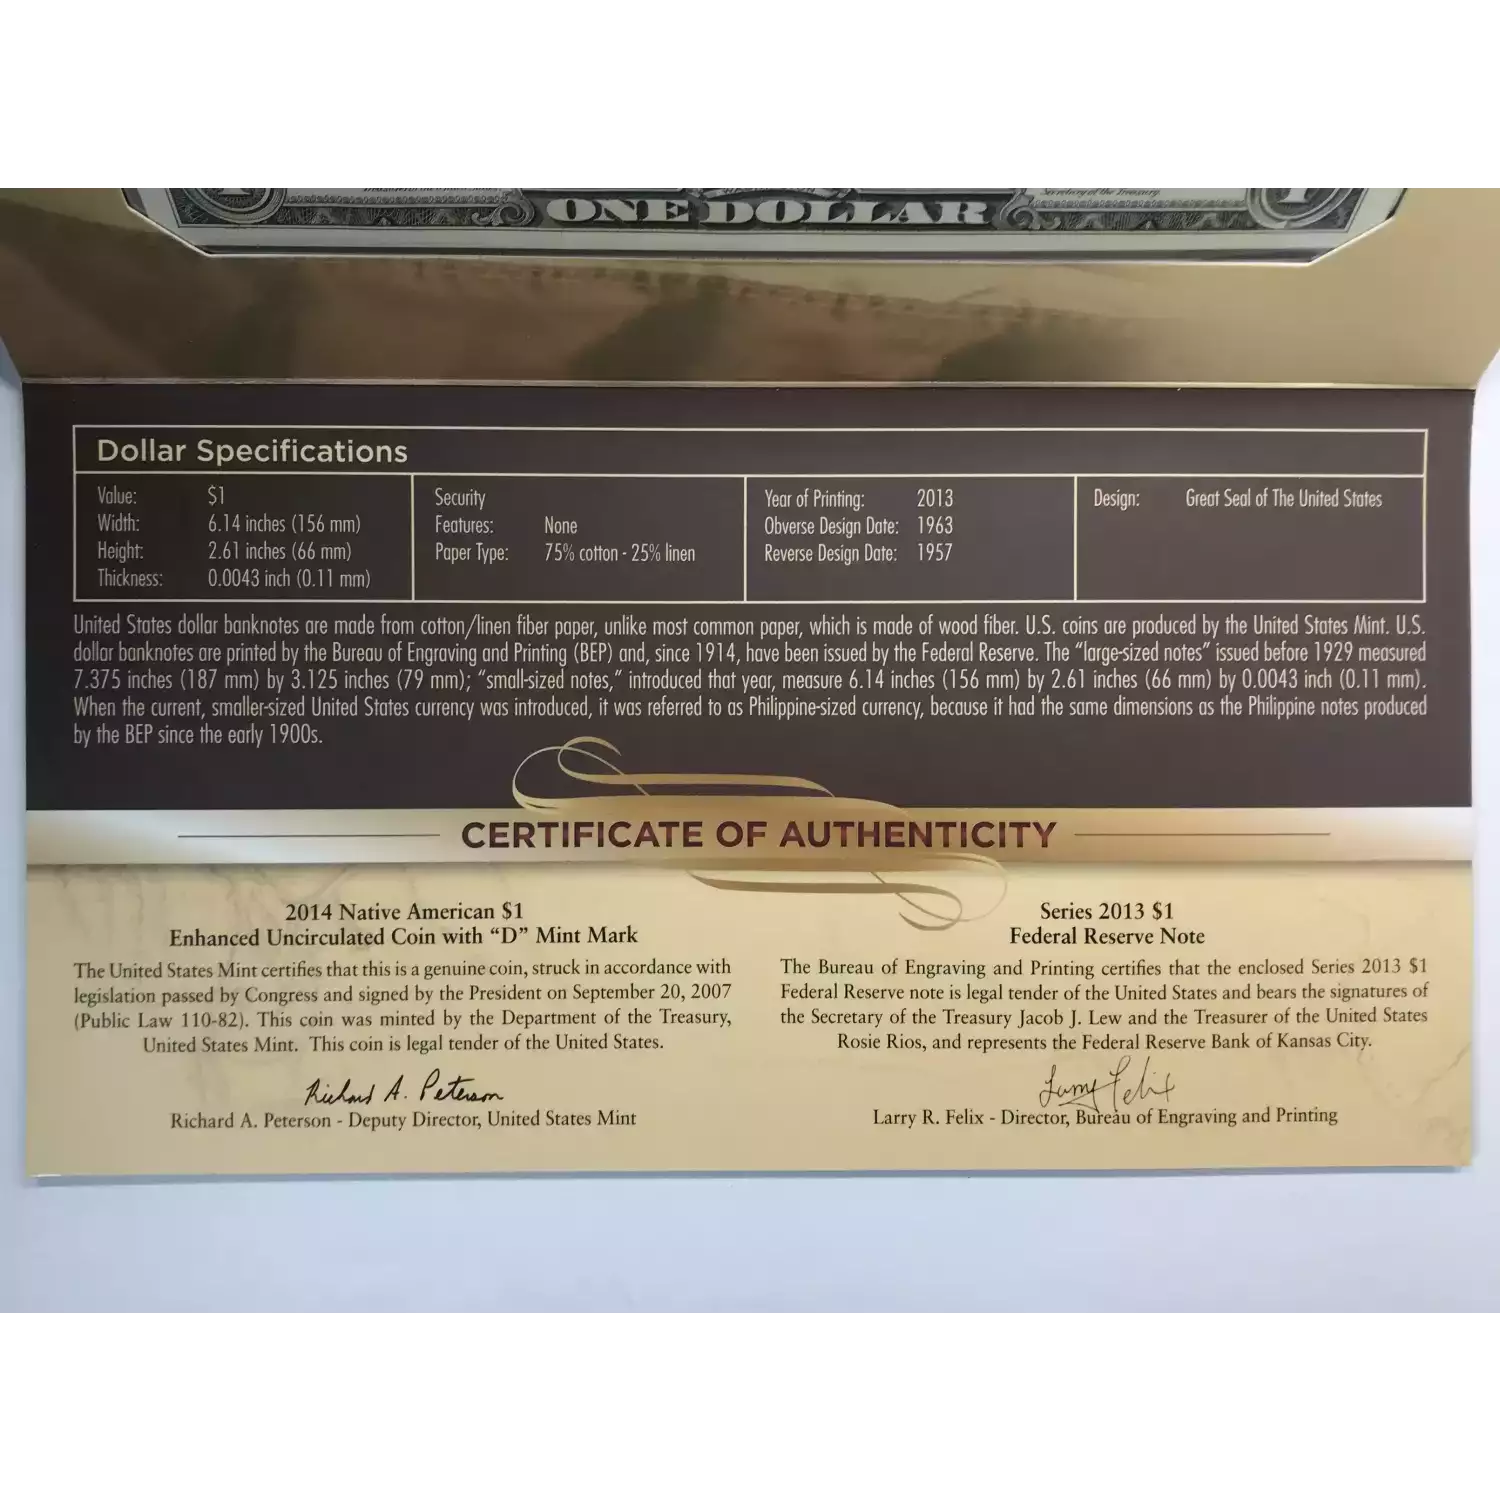 Secretary of the Treasury.
ONE DOLLAR
Dollar Specifications
Value: $1
Width: 6.14 inches (156 mm)
Height: 2.61 inches (66 mm)
Thickness: 0.0043 inch (0.11 mm)
Security
Features: None
Paper Type: 75% cotton - 25% linen
Year of Printing: 2013
Obverse Design Date: 1963
Reverse Design Date: 1957
Design: Great Seal of The United States
United States dollar banknotes are made from cotton/linen fiber paper, unlike most common paper, which is made of wood fiber. U.S. coins are produced by the United States Mint. U.S.
dollar banknotes are printed by the Bureau of Engraving and Printing (BEP) and, since 1914, have been issued by the Federal Reserve. The “large-sized notes” issued before 1929 measured
7.375 inches (187 mm) by 3.125 inches (79 mm); “small-sized notes,” introduced that year, measure 6.14 inches (156 mm) by 2.61 inches (66 mm) by 0.0043 inch (0.11 mm).
When the current, smaller-sized United States currency was introduced, it was referred to as Philippine-sized currency, because it had the same dimensions as the Philippine notes produced
by the BEP since the early 1900s.
CERTIFICATE OF AUTHENTICITY
2014 Native American $1
Enhanced Uncirculated Coin with “D” Mint Mark
The United States Mint certifies that this is a genuine coin, struck in accordance with
legislation passed by Congress and signed by the President on September 20, 2007
(Public Law 110-82). This coin was minted by the Department of the Treasury,
United States Mint. This coin is legal tender of the United States.
Richard A. Peterson
Richard A. Peterson - Deputy Director, United States Mint
Series 2013 $1
Federal Reserve Note
The Bureau of Engraving and Printing certifies that the enclosed Series 2013 $1
Federal Reserve note is legal tender of the United States and bears the signatures of
the Secretary of the Treasury Jacob J. Lew and the Treasurer of the United States
Rosie Rios, and represents the Federal Reserve Bank of Kansas City.
Larry Felix
Larry R. Felix - Director, Bureau of Engraving and Printing